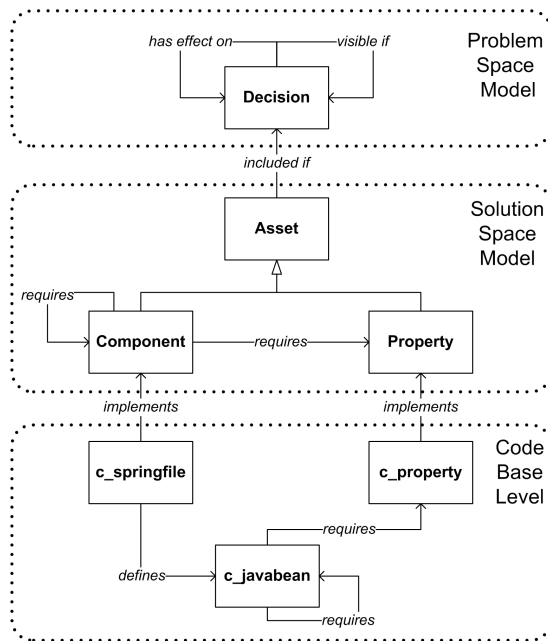 has effect on
visible if
Problem
Space
Model
Decision
included if
Solution
Space
Model
Asset
requires
Component
requires
Property
implements
implements
Code
Base
Level
c_springfile
c_property
requires
defines
c_javabean
requires